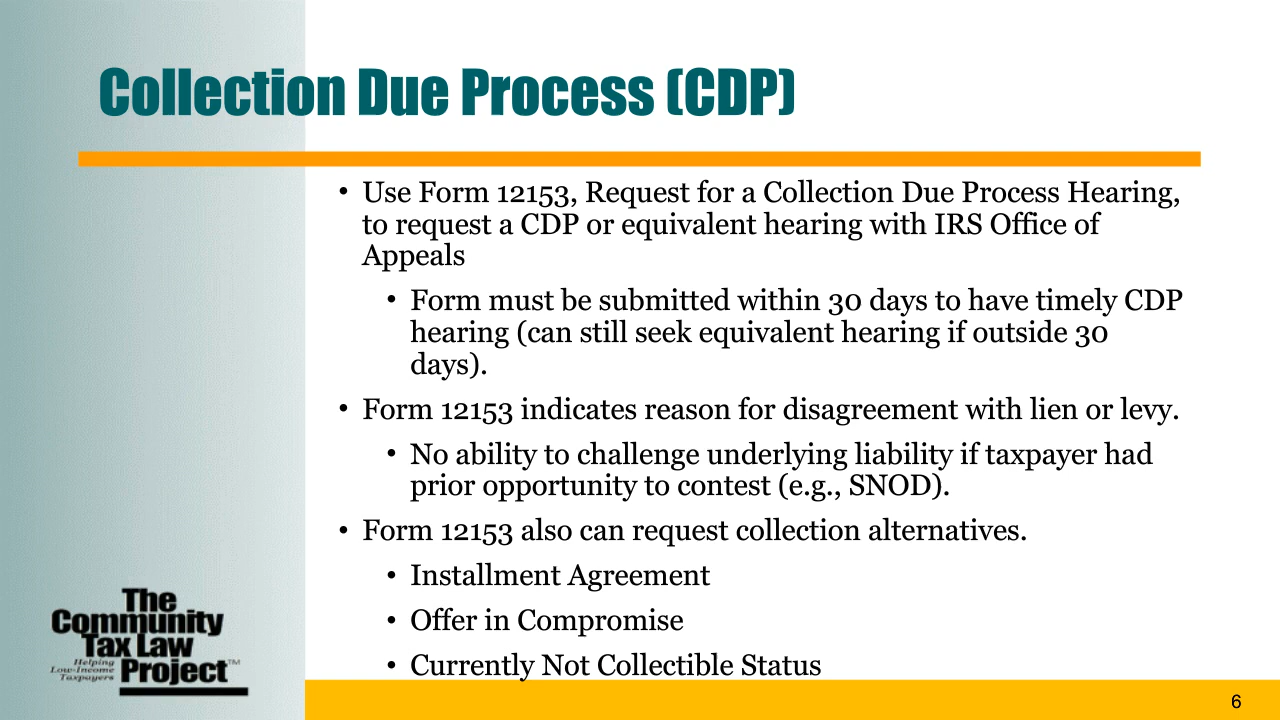 Collection Due Process (CDP)
• Use Form 12153, Request for a Collection Due Process Hearing,
to request a CDP or equivalent hearing with IRS Office of
Appeals
• Form must be submitted within 30 days to have timely CDP
hearing (can still seek equivalent hearing if outside 30
days).
• Form 12153 indicates reason for disagreement with lien or levy.
• No ability to challenge underlying liability if taxpayer had
prior opportunity to contest (e.g., SNOD).
• Form 12153 also can request collection alternatives.
• Installment Agreement
• Offer in Compromise
• Currently Not Collectible Status
The
Community
Tax Law
Helping
Low-Income
Taxpayers
Project™
6